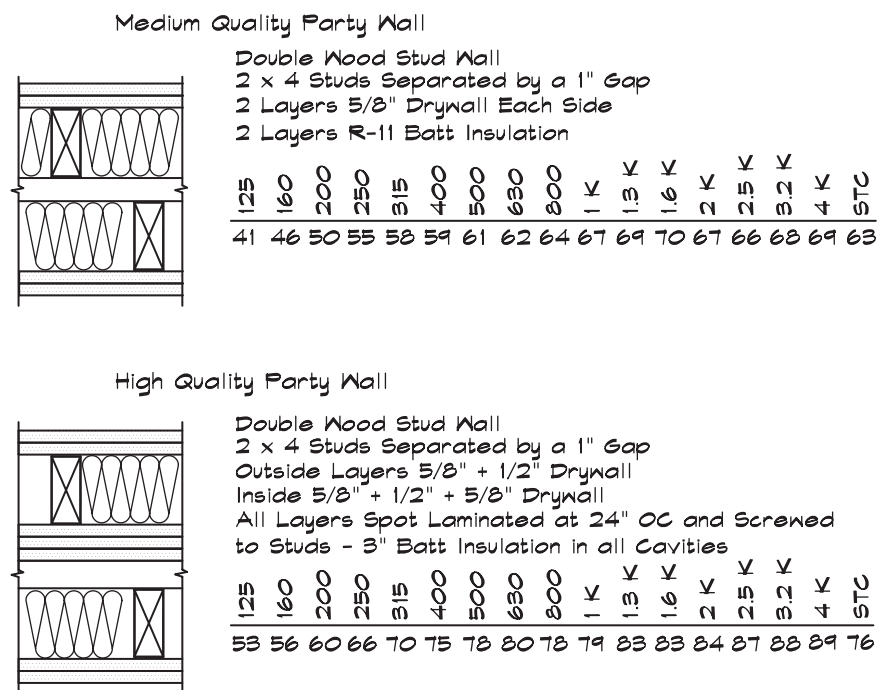 Medium Quality Party Wall
Double Wood Stud Wall
2 x 4 Studs Separated by a 1" Gap
2 Layers 5/8" Drywall Each Side
2 Layers R-11 Batt Insulation
125 160 200 250 315 400 500 630 800 1 K 1.3 K 1.6 K 2 K 2.5 K 3.2 K 4 K STC
41 46 50 55 58 59 61 62 64 67 69 70 67 66 68 69 63
High Quality Party Wall
Double Wood Stud Wall
2 x 4 Studs Separated by a 1" Gap
Outside Layers 5/8" + 1/2" Drywall
Inside 5/8" + 1/2" + 5/8" Drywall
All Layers Spot Laminated at 24" OC and Screwed
to Studs - 3" Batt Insulation in all Cavities
125 160 200 250 315 400 500 630 800 1 K 1.3 K 1.6 K 2 K 2.5 K 3.2 K 4 K STC
53 56 60 66 70 75 78 80 78 79 83 83 84 87 88 89 76